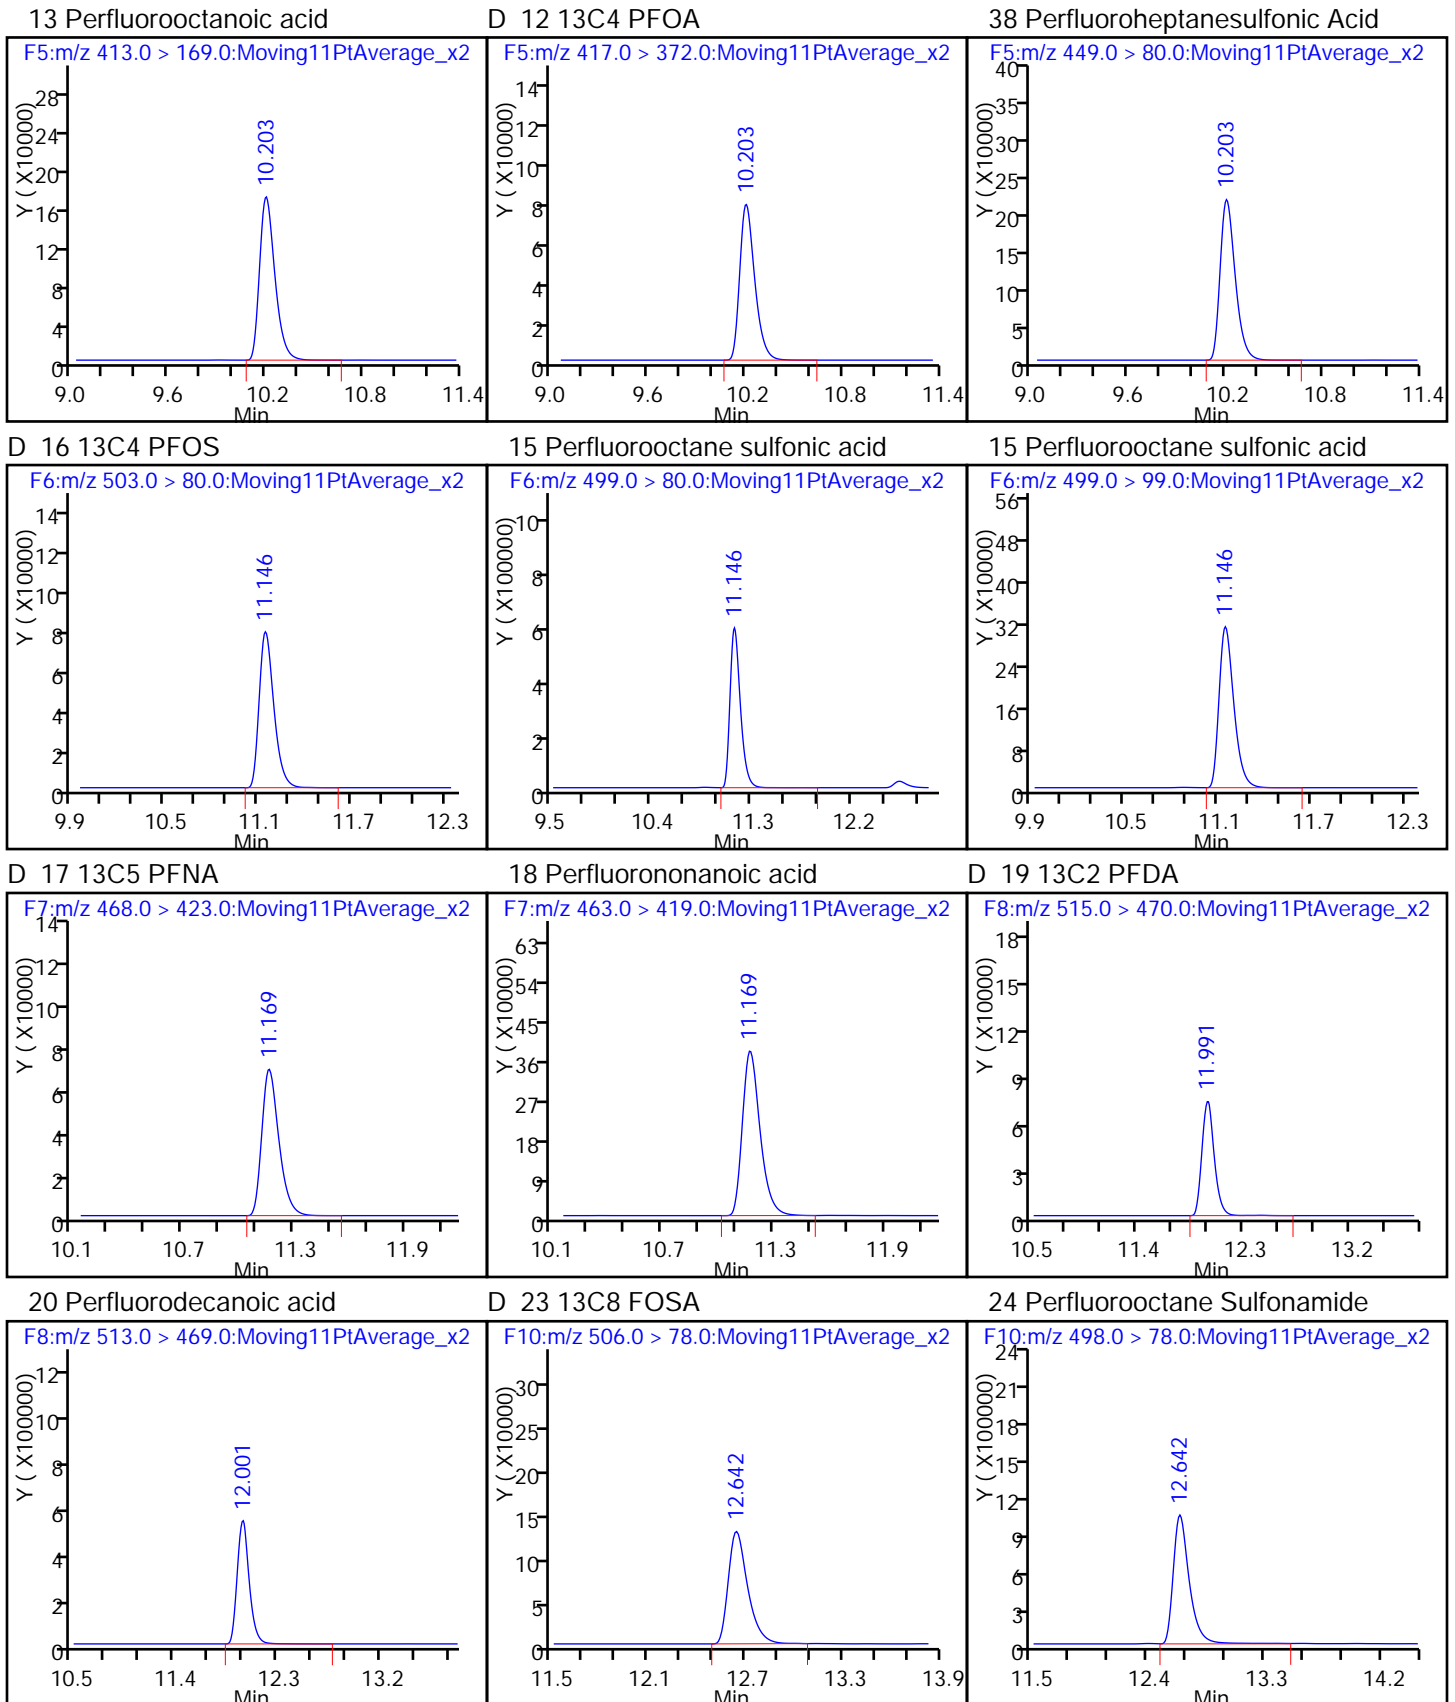 13 Perfluorooctanoic acid
F5:m/z 413.0 > 169.0:Moving11PtAverage_x2
Y ( X10000)
28
24
20
16
12
8
4
0
10.203
9.0 9.6 10.2 10.8 11.4
Min
D 12 13C4 PFOA
F5:m/z 417.0 > 372.0:Moving11PtAverage_x2
Y ( X10000)
14
12
10
8
6
4
2
0
10.203
9.0 9.6 10.2 10.8 11.4
Min
38 Perfluoroheptanesulfonic Acid
F5:m/z 449.0 > 80.0:Moving11PtAverage_x2
Y ( X10000)
40
35
30
25
20
15
10
5
0
10.203
9.0 9.6 10.2 10.8 11.4
Min
D 16 13C4 PFOS
F6:m/z 503.0 > 80.0:Moving11PtAverage_x2
Y ( X10000)
14
12
10
8
6
4
2
0
11.146
9.9 10.5 11.1 11.7 12.3
Min
15 Perfluorooctane sulfonic acid
F6:m/z 499.0 > 80.0:Moving11PtAverage_x2
Y ( X100000)
10
8
6
4
2
0
11.146
9.5 10.4 11.3 12.2
Min
15 Perfluorooctane sulfonic acid
F6:m/z 499.0 > 99.0:Moving11PtAverage_x2
Y ( X10000)
56
48
40
32
24
16
8
0
11.146
9.9 10.5 11.1 11.7 12.3
Min
D 17 13C5 PFNA
F7:m/z 468.0 > 423.0:Moving11PtAverage_x2
Y ( X10000)
14
12
10
8
6
4
2
0
11.169
10.1 10.7 11.3 11.9
Min
18 Perfluorononanoic acid
F7:m/z 463.0 > 419.0:Moving11PtAverage_x2
Y ( X10000)
63
54
45
36
27
18
9
0
11.169
10.1 10.7 11.3 11.9
Min
D 19 13C2 PFDA
F8:m/z 515.0 > 470.0:Moving11PtAverage_x2
Y ( X10000)
18
15
12
9
6
3
0
11.991
10.5 11.4 12.3 13.2
Min
20 Perfluorodecanoic acid
F8:m/z 513.0 > 469.0:Moving11PtAverage_x2
Y ( X100000)
12
10
8
6
4
2
0
12.001
10.5 11.4 12.3 13.2
Min
D 23 13C8 FOSA
F10:m/z 506.0 > 78.0:Moving11PtAverage_x2
Y ( X10000)
30
25
20
15
10
5
0
12.642
11.5 12.1 12.7 13.3 13.9
Min
24 Perfluorooctane Sulfonamide
F10:m/z 498.0 > 78.0:Moving11PtAverage_x2
Y ( X100000)
24
21
18
15
12
9
6
3
0
12.642
11.5 12.4 13.3 14.2
Min